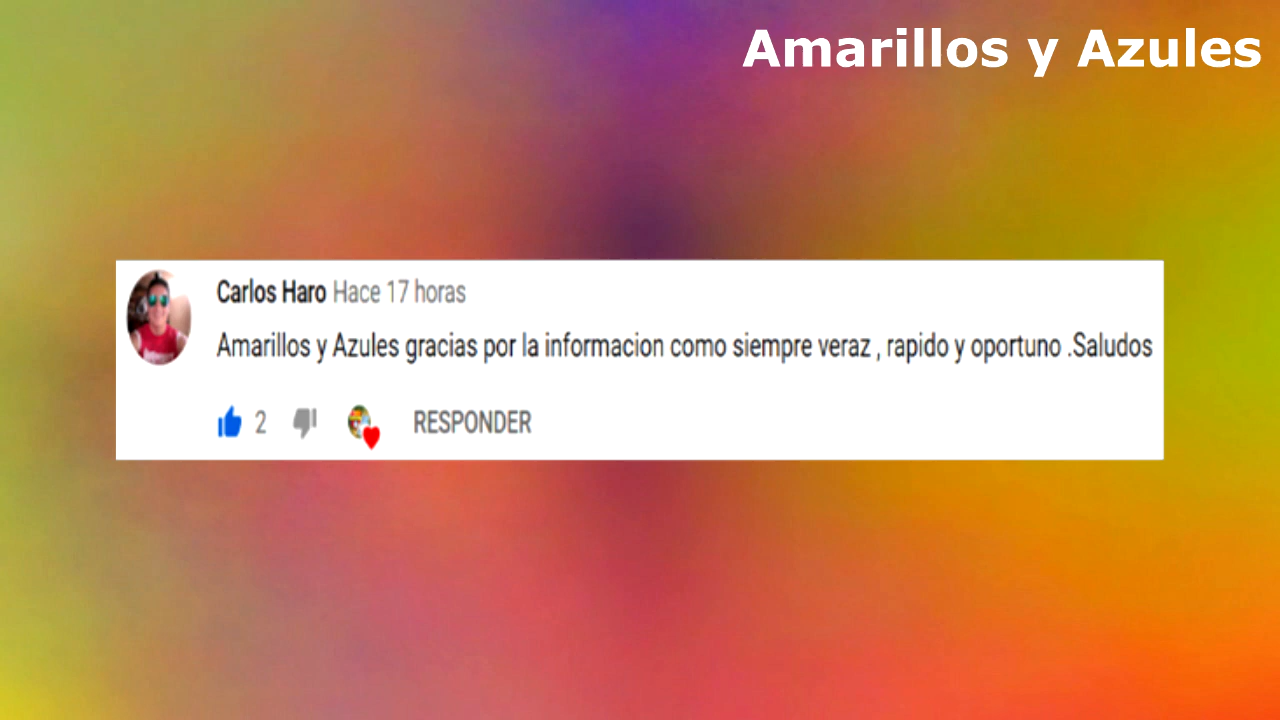 Amarillos y Azules
Carlos Haro Hace 17 horas
Amarillos y Azules gracias por la informacion como siempre veraz , rapido y oportuno .Saludos
2 RESPONDER